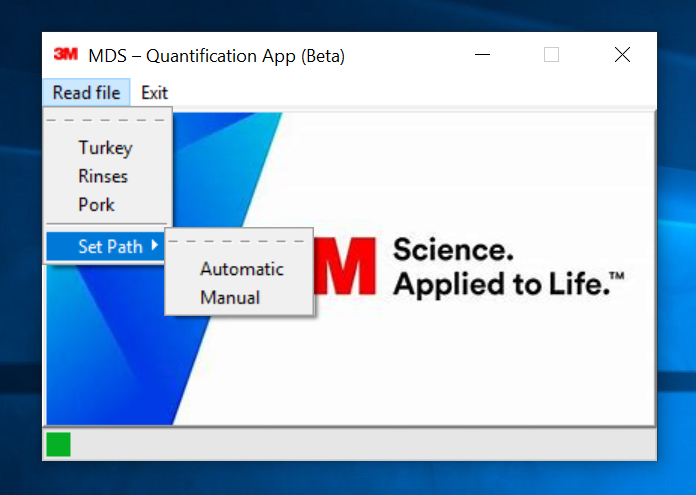 3M MDS – Quantification App (Beta)
Read file Exit
Turkey
Rinses
Pork
Set Path
Automatic
Manual
M
Science.
Applied to Life.™